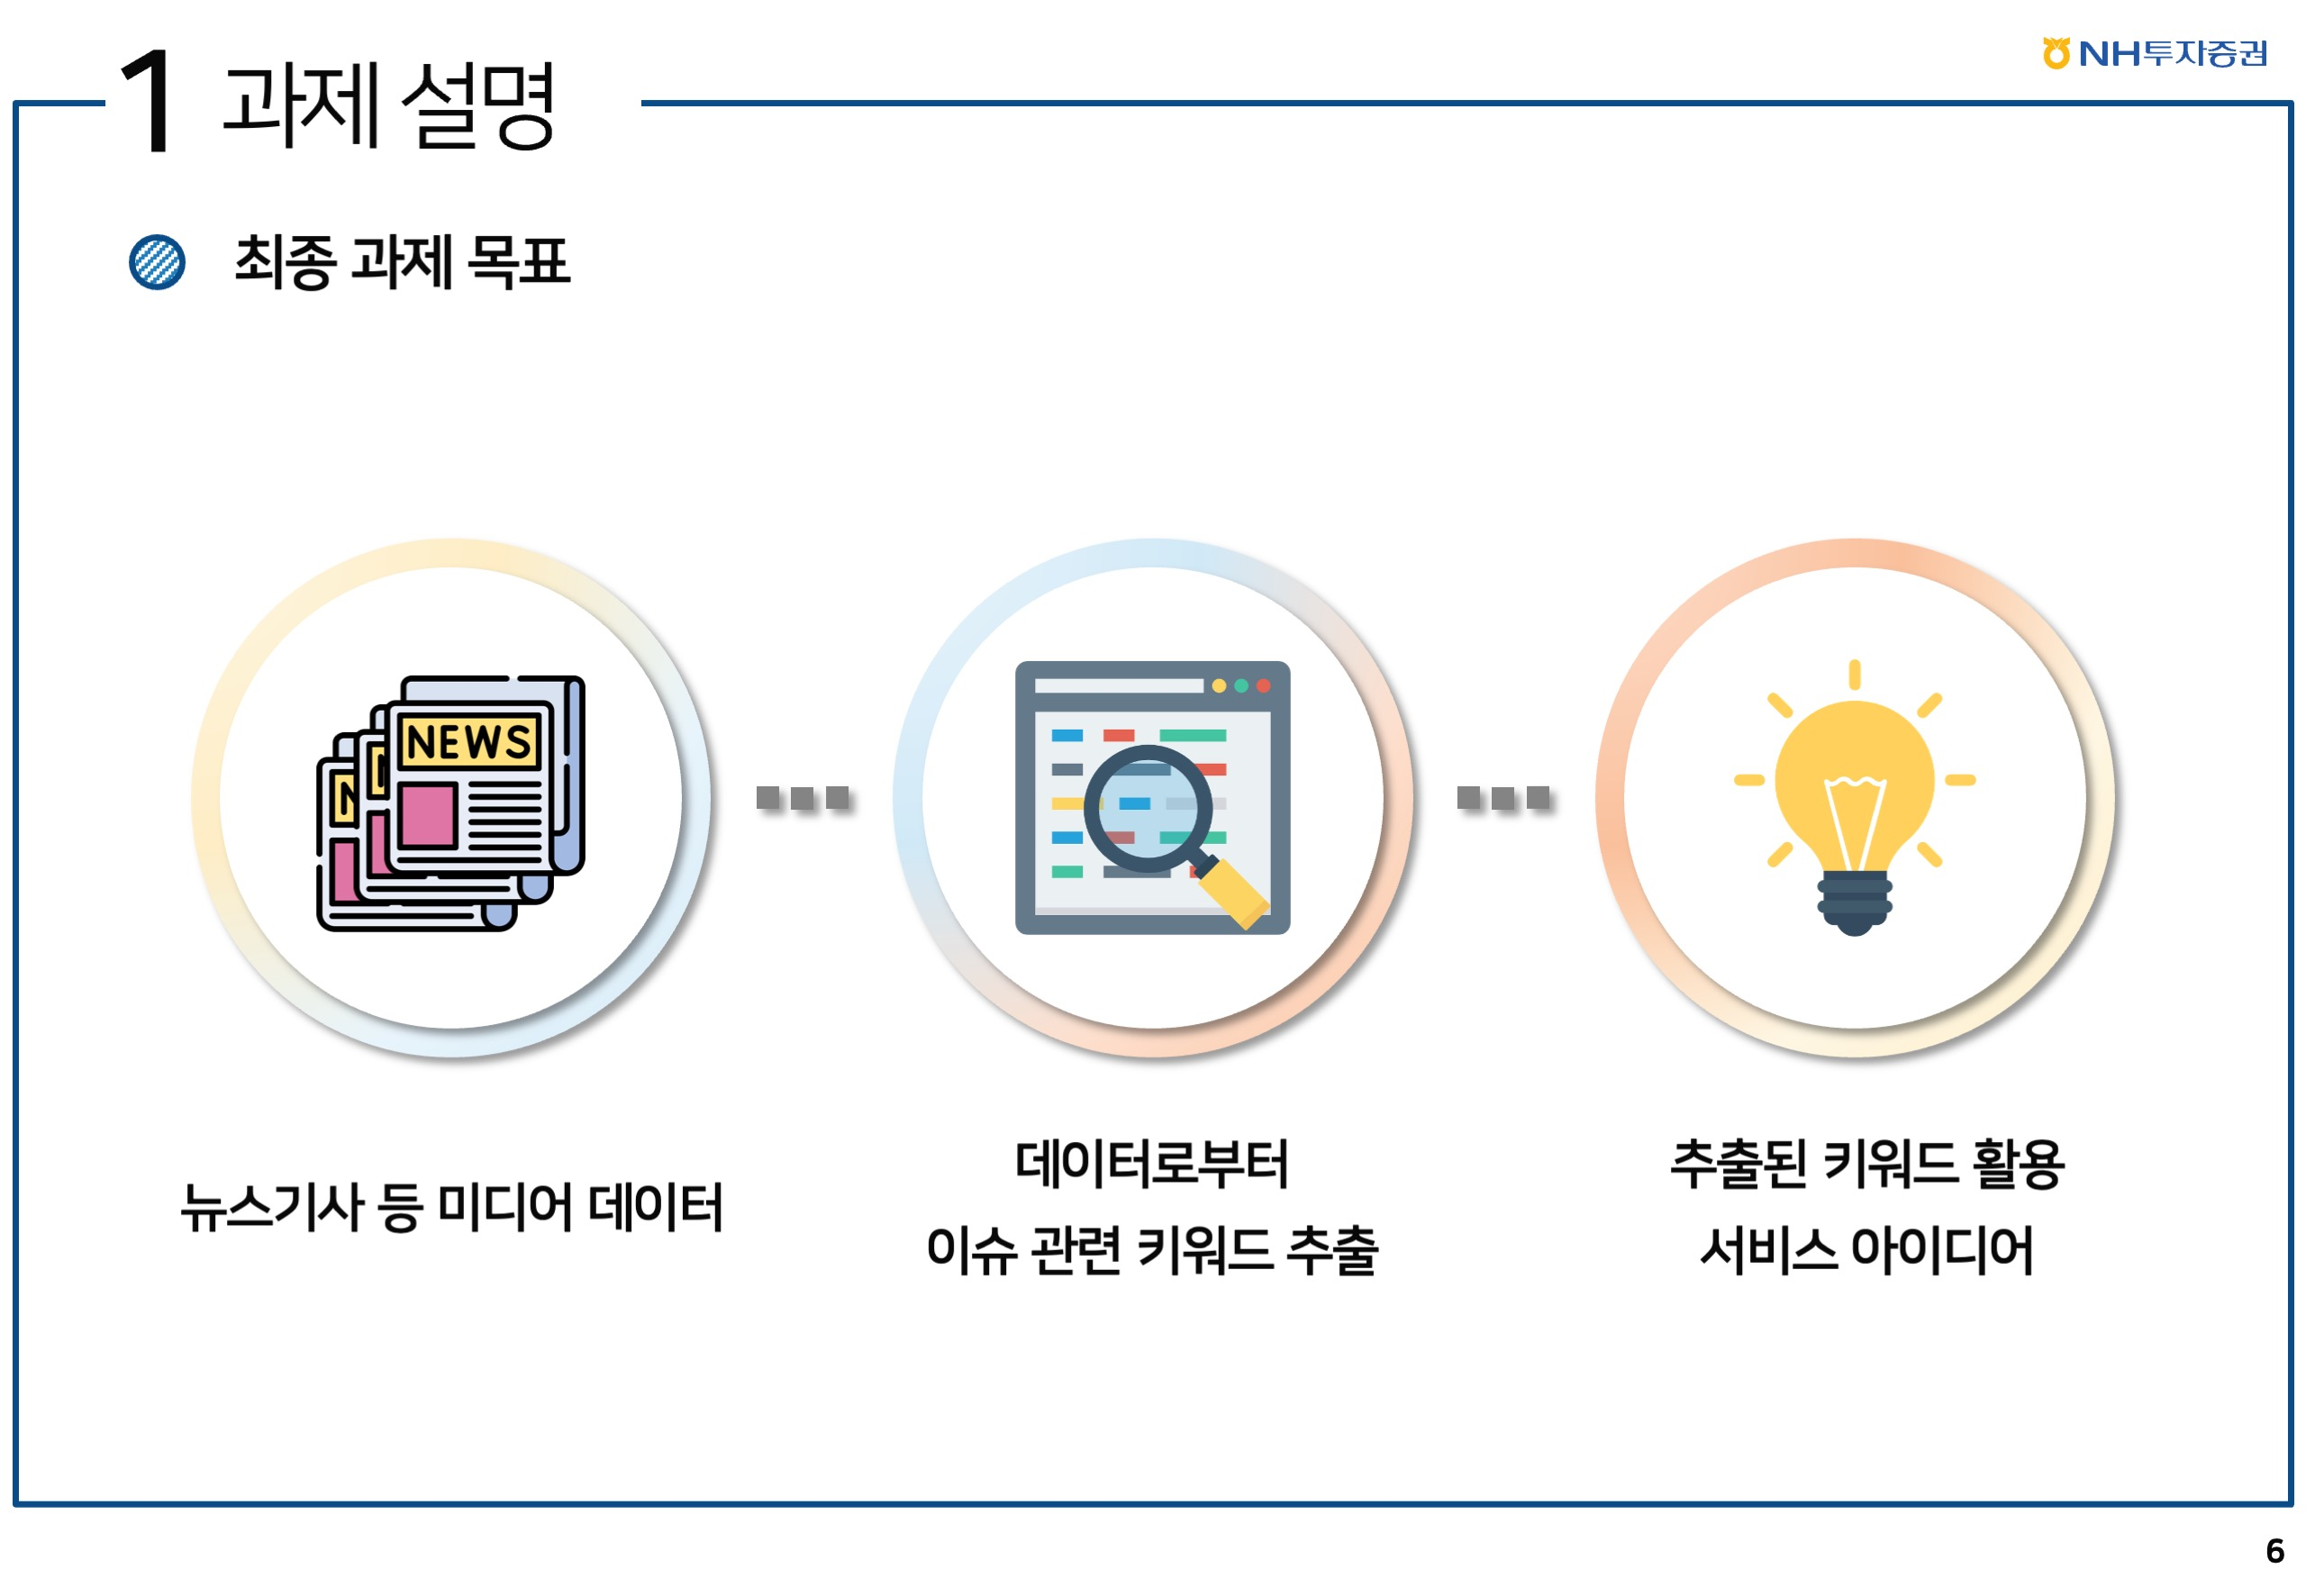 1 과제 설명
NH투자증권
최종 과제 목표
NEWS
N
뉴스기사 등 미디어 데이터
데이터로부터
이슈 관련 키워드 추출
추출된 키워드 활용
서비스 아이디어
6